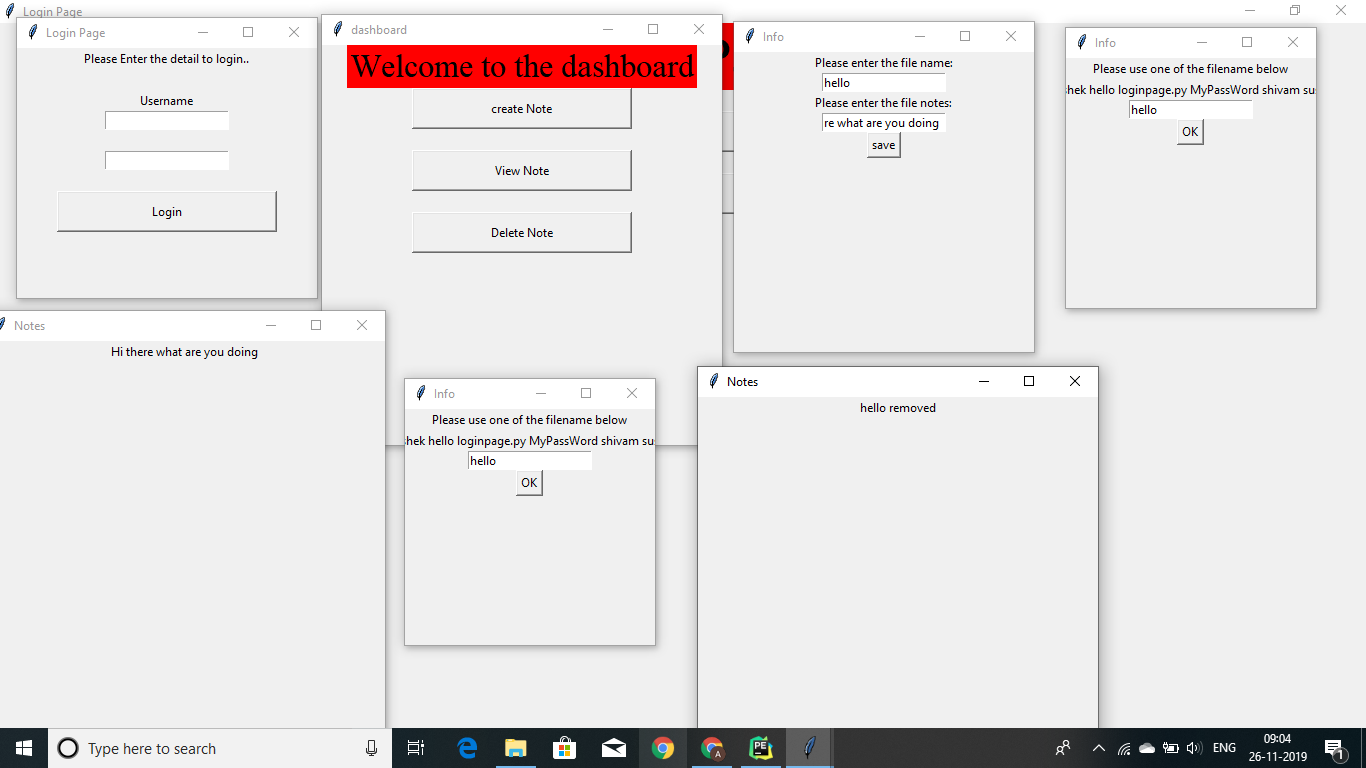 Login Page
Login Page
Please Enter the detail to login..
Username
Login
dashboard
Welcome to the dashboard
create Note
View Note
Delete Note
Info
Please enter the file name:
hello
Please enter the file notes:
re what are you doing
save
Info
Please use one of the filename below
hello loginpage.py MyPassWord shivam
hello
OK
Notes
Hi there what are you doing
Info
Please use one of the filename below
hello loginpage.py MyPassWord shivam
hello
OK
Notes
hello removed
Type here to search
PE
A
ENG
09:04
26-11-2019
1